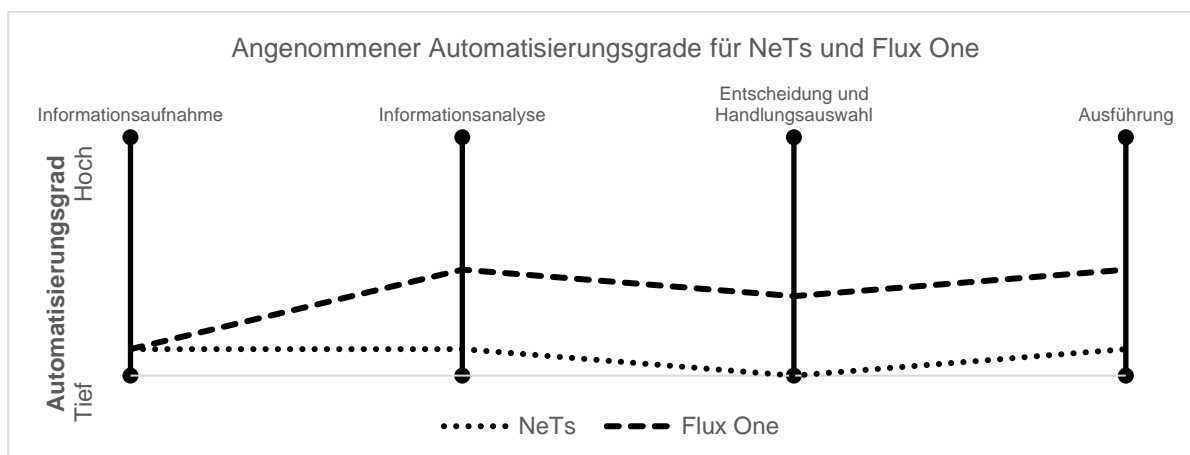 Angenommener Automatisierungsgrade für NeTs und Flux One
Informationsaufnahme
Informationsanalyse
Entscheidung und
Handlungsauswahl
Ausführung
Automatisierungsgrad
Hoch
Tief
NeTs
Flux One